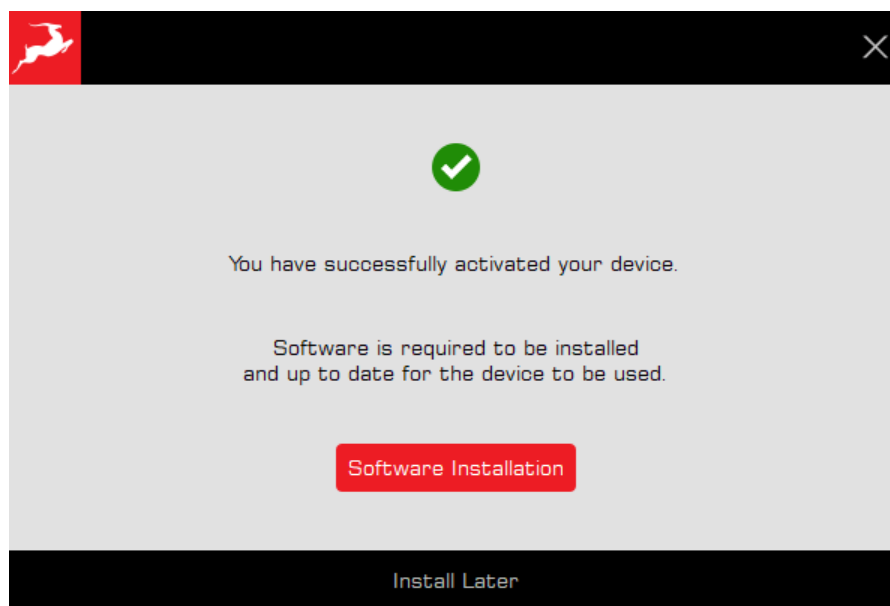 You have successfully activated your device.
Software is required to be installed
and up to date for the device to be used.
Software Installation
Install Later